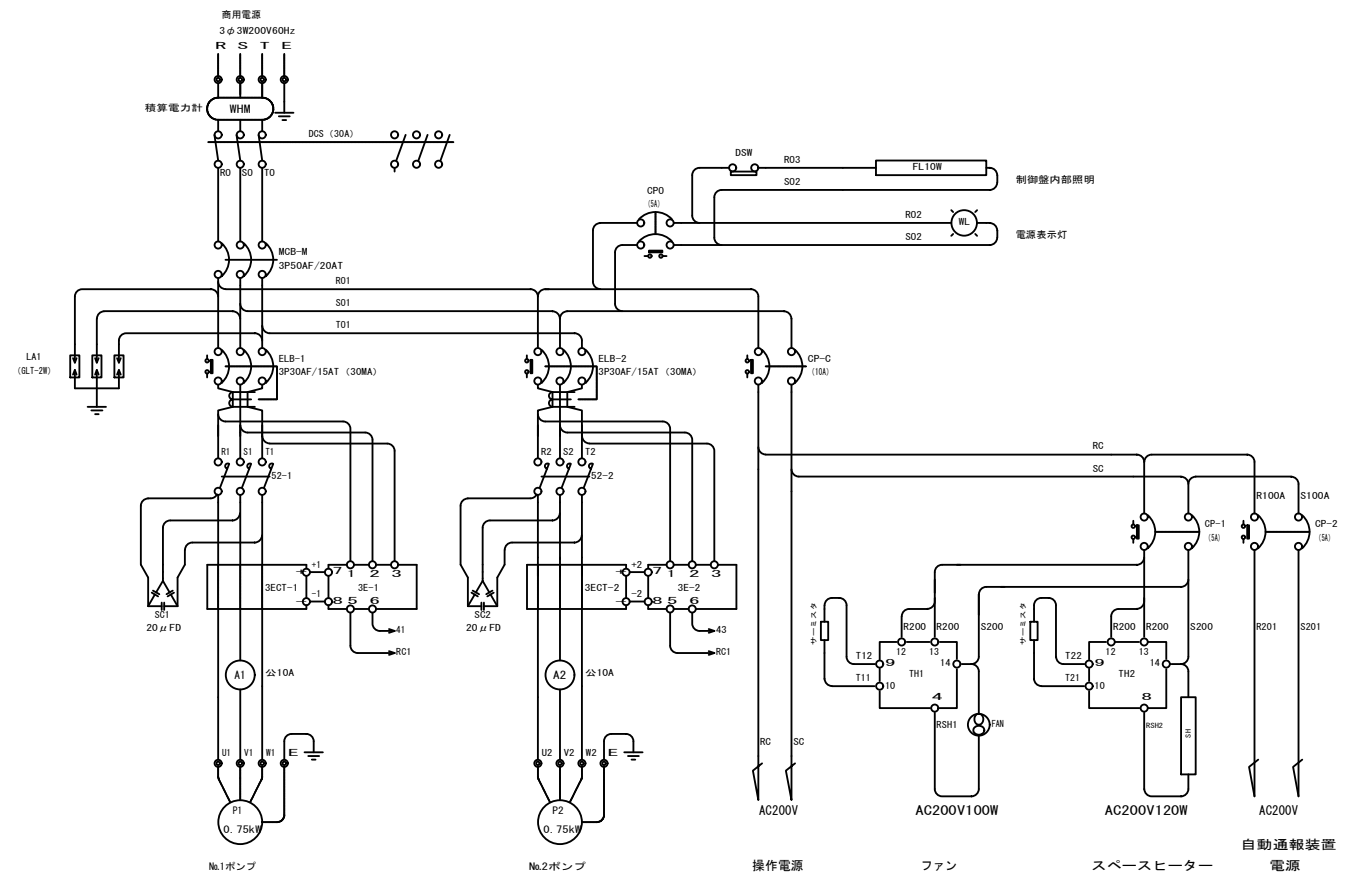 商用電源
3φ3W200V60Hz
R S T E
積算電力計 WHM
DCS (30A)
R0 S0 T0
DSW
R03
FL10W
制御盤内部照明
S02
CP0
(5A)
R02
WL
S02
電源表示灯
MCB-M
3P50AF/20AT
R01
S01
T01
LA1
(GLT-2W)
ELB-1
3P30AF/15AT (30MA)
ELB-2
3P30AF/15AT (30MA)
CP-C
(10A)
RC
SC
R1 S1 T1
52-1
R2 S2 T2
52-2
R100A S100A
CP-1
(5A)
CP-2
(5A)
3ECT-1
+1
-1
7 1 2 3
3E-1
8 5 6
41
RC1
SC1
20μFD
3ECT-2
+2
-2
7 1 2 3
3E-2
8 5 6
43
RC1
SC2
20μFD
サーミスタ
R200 R200 S200
12 13
T12 9
14
T11 10
TH1
4
RSH1
FAN
サーミスタ
R200 R200 S200
12 13
T22 9
14
T21 10
TH2
8
RSH2
SH
R201 S201
A1 公10A
A2 公10A
RC SC
U1 V1 W1 E
U2 V2 W2 E
P1
0.75kW
P2
0.75kW
AC200V
AC200V100W
AC200V120W
AC200V
№1ポンプ
№2ポンプ
操作電源
ファン
スペースヒーター
自動通報装置
電源